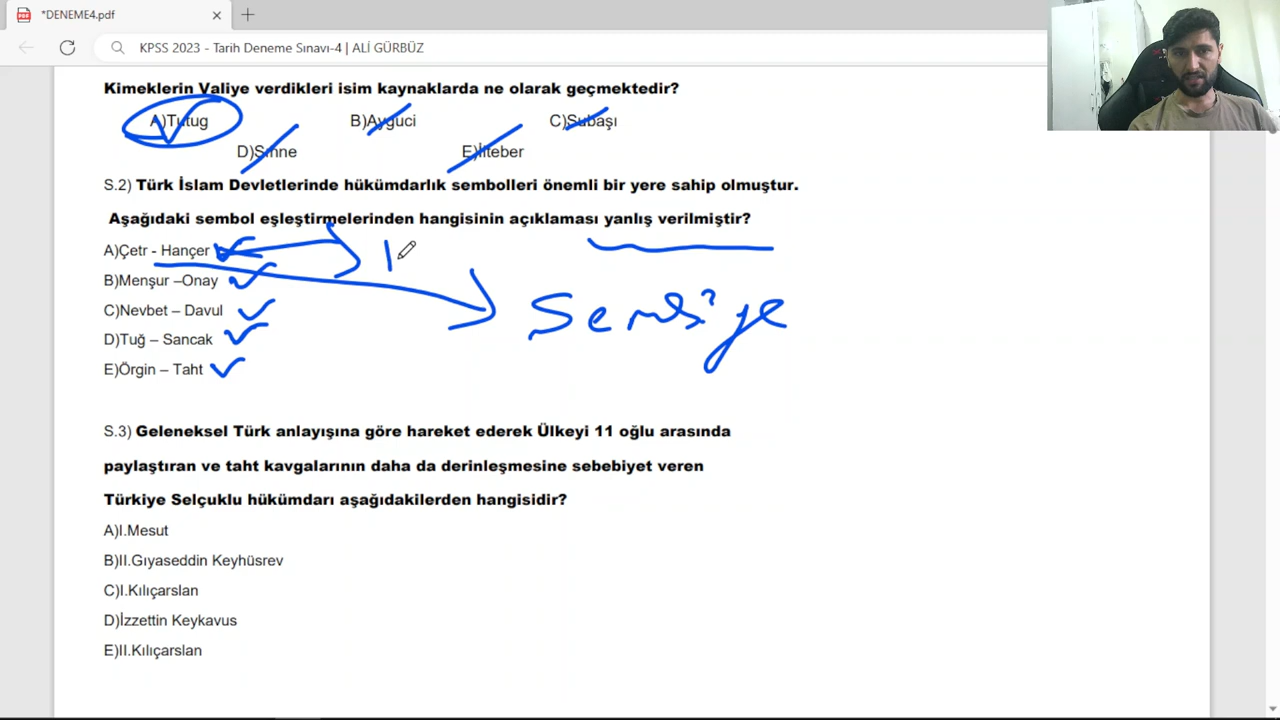 *DENEME4.pdf
KPSS 2023 - Tarih Deneme Sınavı-4 | ALİ GÜRBÜZ
Kimeklerin Valiye verdikleri isim kaynaklarda ne olarak geçmektedir?
A)Tutug B)Ayguci C)Subaşı
D)Sınne E)İlteber
S.2) Türk İslam Devletlerinde hükümdarlık sembolleri önemli bir yere sahip olmuştur.
Aşağıdaki sembol eşleştirmelerinden hangisinin açıklaması yanlış verilmiştir?
A)Çetr - Hançer
B)Menşur –Onay
C)Nevbet – Davul
D)Tuğ – Sancak
E)Örgin – Taht
Semsiye
S.3) Geleneksel Türk anlayışına göre hareket ederek Ülkeyi 11 oğlu arasında
paylaştıran ve taht kavgalarının daha da derinleşmesine sebebiyet veren
Türkiye Selçuklu hükümdarı aşağıdakilerden hangisidir?
A)I.Mesut
B)II.Gıyaseddin Keyhüsrev
C)I.Kılıçarslan
D)İzzettin Keykavus
E)II.Kılıçarslan